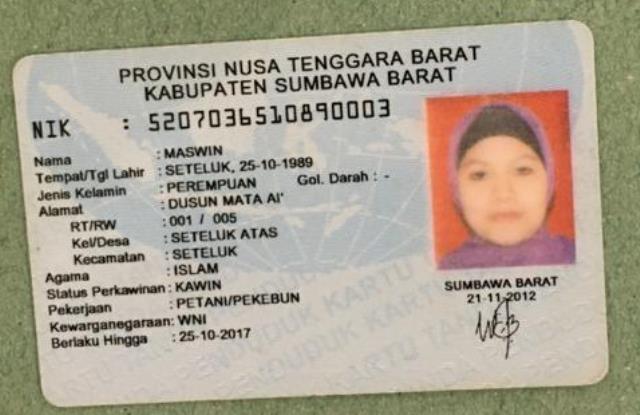 PROVINSI NUSA TENGGARA BARAT
KABUPATEN SUMBAWA BARAT
NIK : 5207036510890003
Nama : MASWIN
Tempat/Tgl Lahir : SETELUK, 25-10-1989
Jenis Kelamin : PEREMPUAN Gol. Darah : -
Alamat : DUSUN MATA AI'
RT/RW : 001 / 005
Kel/Desa : SETELUK ATAS
Kecamatan : SETELUK
Agama : ISLAM
Status Perkawinan : KAWIN
Pekerjaan : PETANI/PEKEBUN
Kewarganegaraan: WNI
Berlaku Hingga : 25-10-2017
SUMBAWA BARAT
21-11-2012